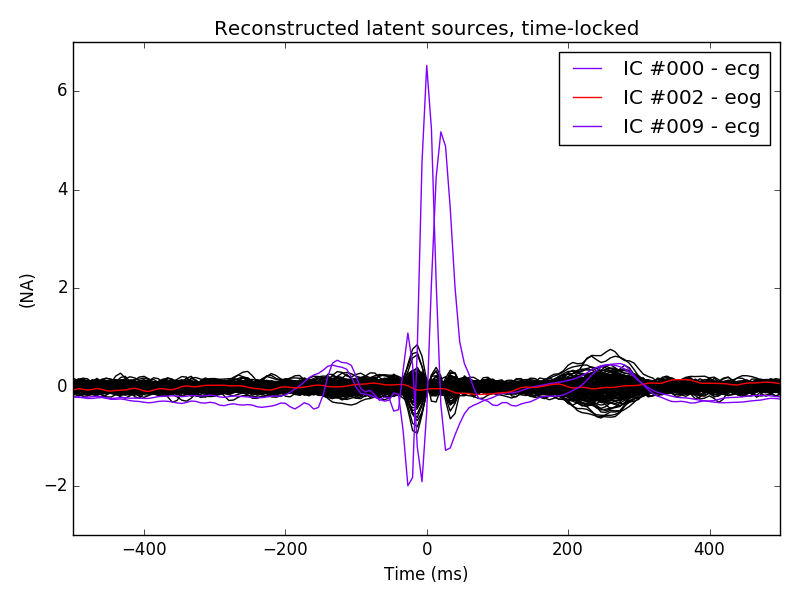 Reconstructed latent sources, time-locked
IC #000 - ecg
IC #002 - eog
IC #009 - ecg
6
4
2
0
−2
(NA)
−400
−200
0
200
400
Time (ms)